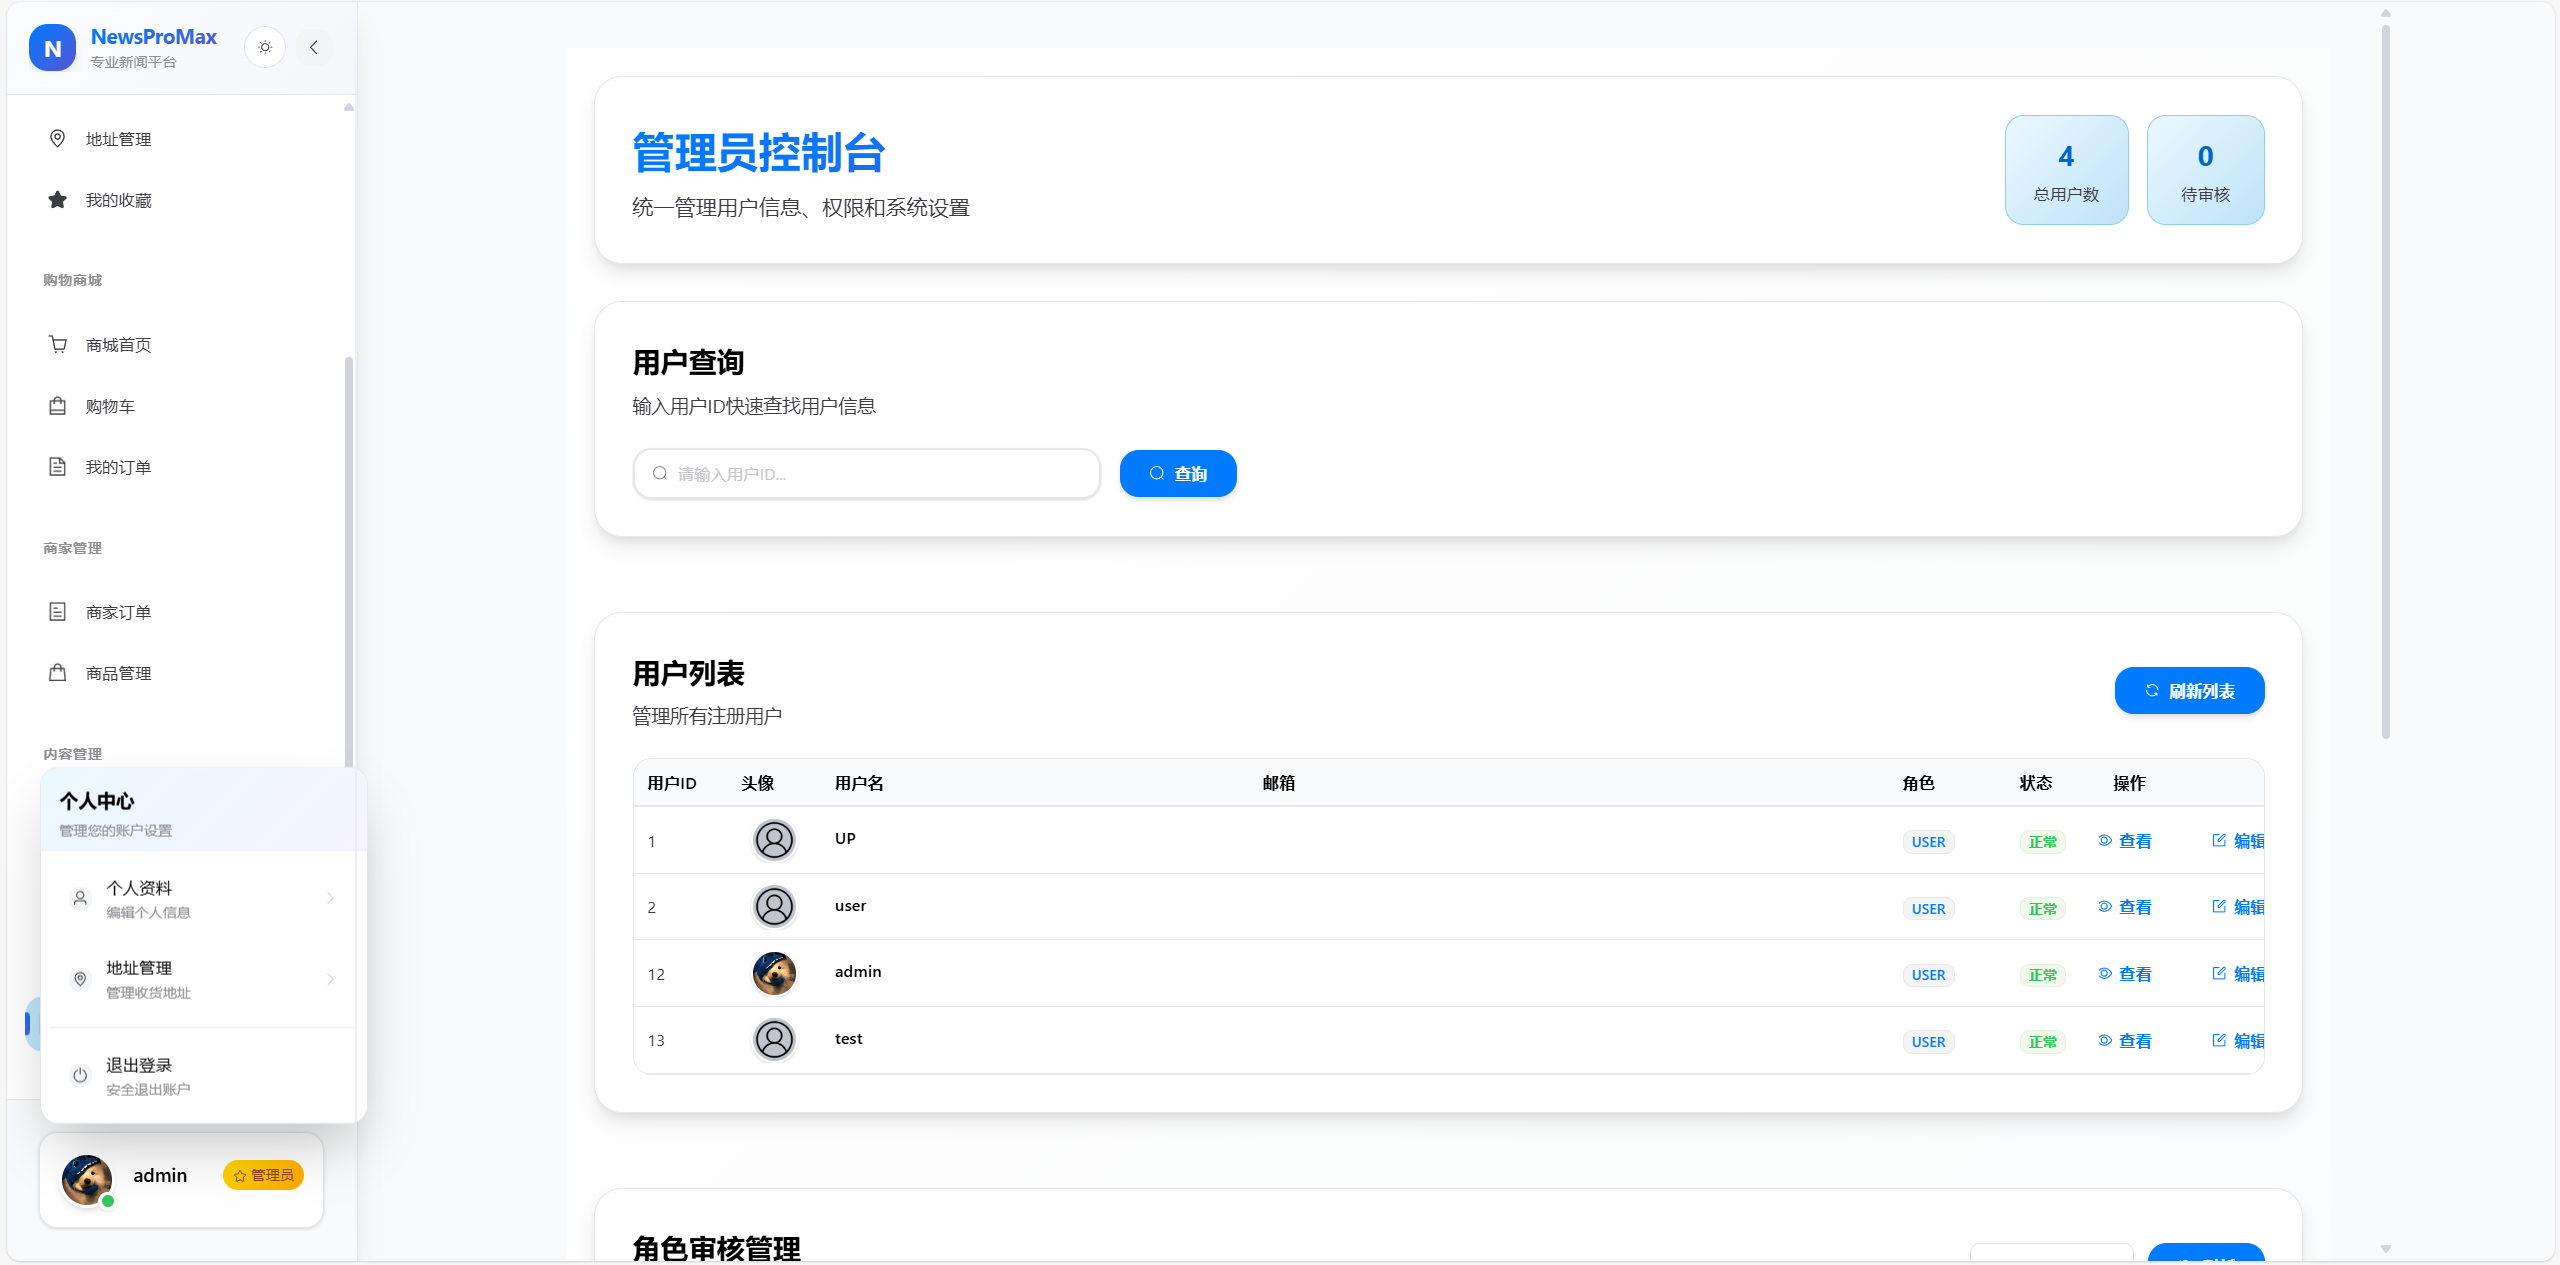 N
NewsProMax
专业新闻平台
地址管理
我的收藏
购物商城
商城首页
购物车
我的订单
商家管理
商家订单
商品管理
内容管理
个人中心
管理您的账户设置
个人资料
编辑个人信息
地址管理
管理收货地址
退出登录
安全退出账户
admin
管理员
管理员控制台
统一管理用户信息、权限和系统设置
4
总用户数
0
待审核
用户查询
输入用户ID快速查找用户信息
请输入用户ID...
查询
用户列表
管理所有注册用户
刷新列表
用户ID 头像 用户名 邮箱 角色 状态 操作
1 UP USER 正常 查看 编辑
2 user USER 正常 查看 编辑
12 admin USER 正常 查看 编辑
13 test USER 正常 查看 编辑
角色审核管理